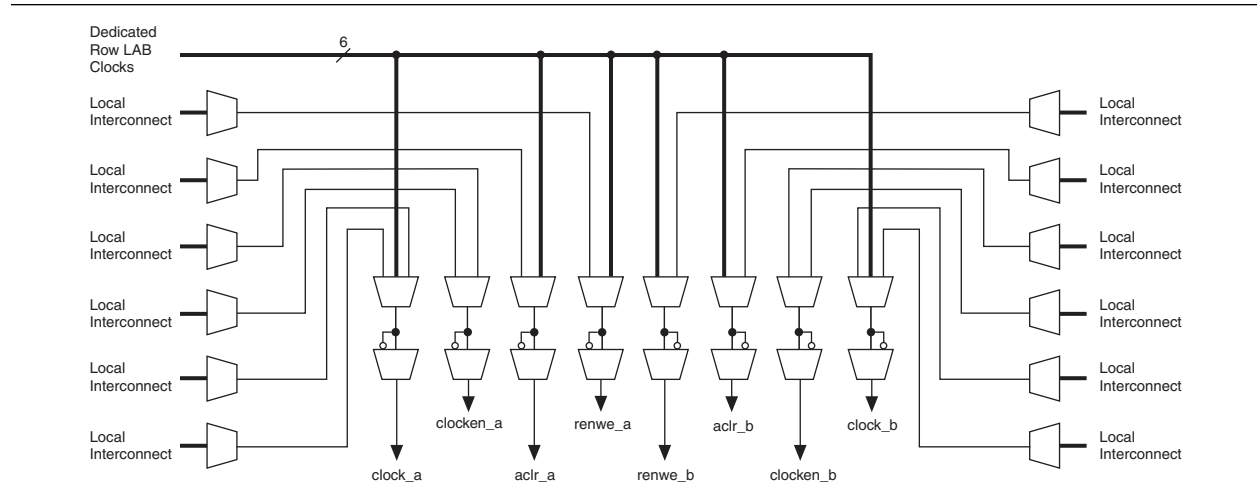 Dedicated
Row LAB
Clocks
6
Local
Interconnect
Local
Interconnect
Local
Interconnect
Local
Interconnect
Local
Interconnect
Local
Interconnect
Local
Interconnect
Local
Interconnect
Local
Interconnect
Local
Interconnect
Local
Interconnect
Local
Interconnect
clocken_a
renwe_a
aclr_b
clock_b
clock_a
aclr_a
renwe_b
clocken_b